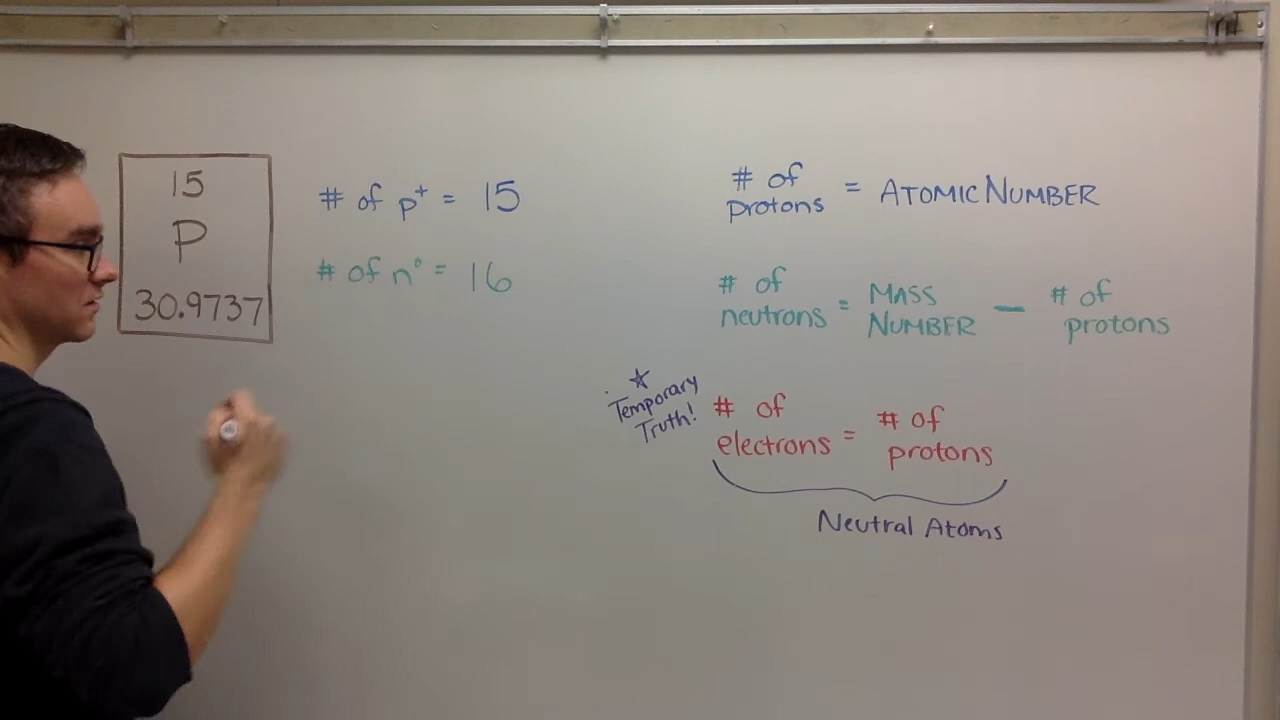 15
P
30.9737
# of p⁺ = 15
# of n° = 16
# of
protons = ATOMIC NUMBER
# of
neutrons = MASS
NUMBER − # of
protons
☆
Temporary
Truth!
# of
electrons = # of
protons
Neutral Atoms